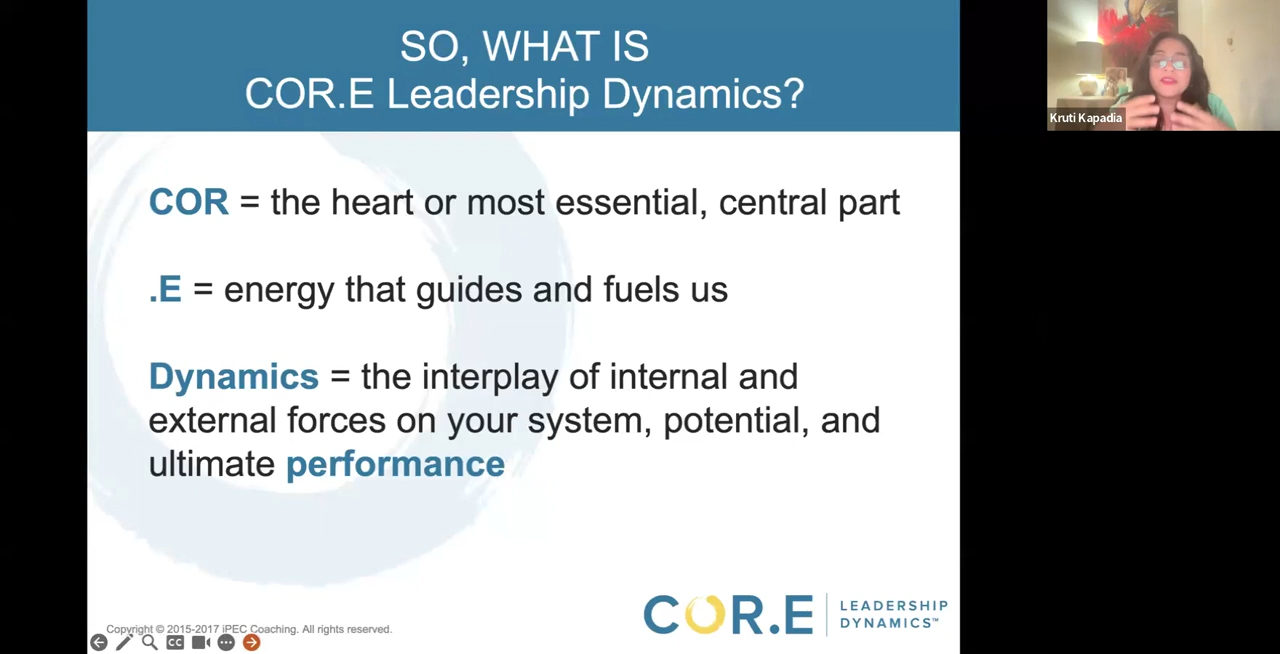 SO, WHAT IS
COR.E Leadership Dynamics?
Kruti Kapadia
COR = the heart or most essential, central part
.E = energy that guides and fuels us
Dynamics = the interplay of internal and
external forces on your system, potential, and
ultimate performance
COR.E LEADERSHIP
DYNAMICS™
Copyright © 2015-2017 iPEC Coaching. All rights reserved.
CC